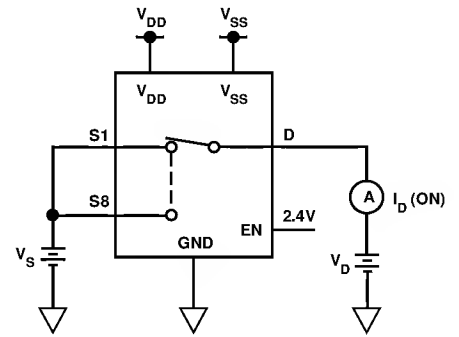 VDD VSS
VDD VSS
S1 D
A ID (ON)
S8 2.4V
EN
GND
VS VD